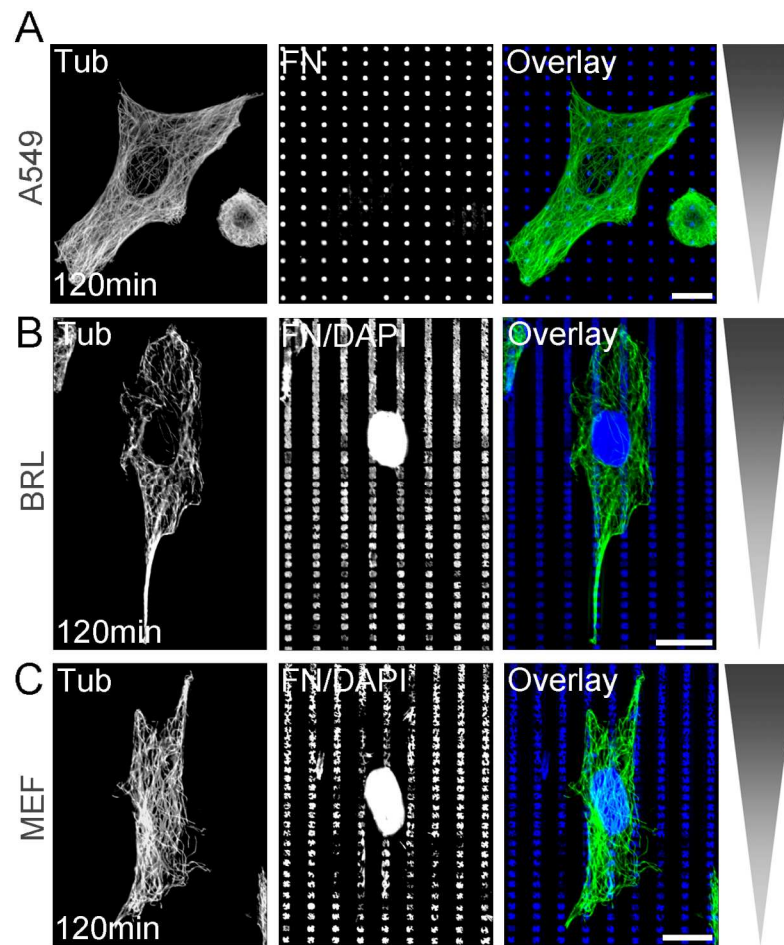 A
Tub FN Overlay
A549
120min
B
Tub FN/DAPI Overlay
BRL
120min
C
Tub FN/DAPI Overlay
MEF
120min